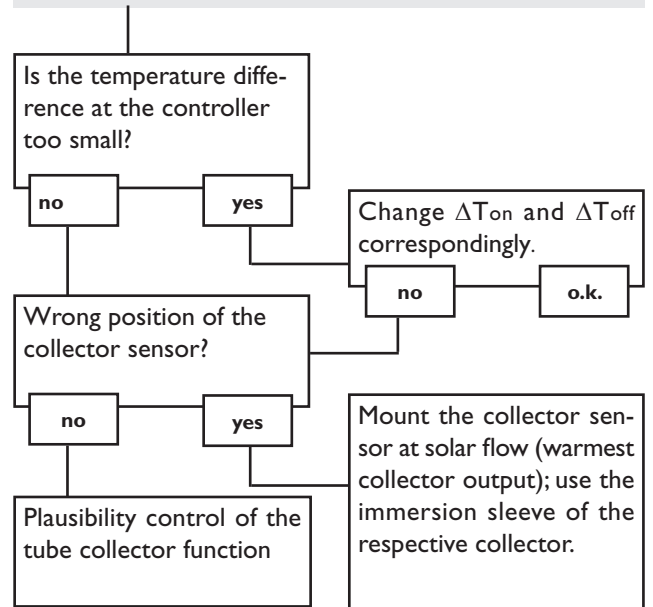 Is the temperature diffe-
rence at the controller
too small?
no
yes
Change ΔTon and ΔToff
correspondingly.
no
o.k.
Wrong position of the
collector sensor?
no
yes
Mount the collector sen-
sor at solar flow (warmest
collector output); use the
immersion sleeve of the
respective collector.
Plausibility control of the
tube collector function